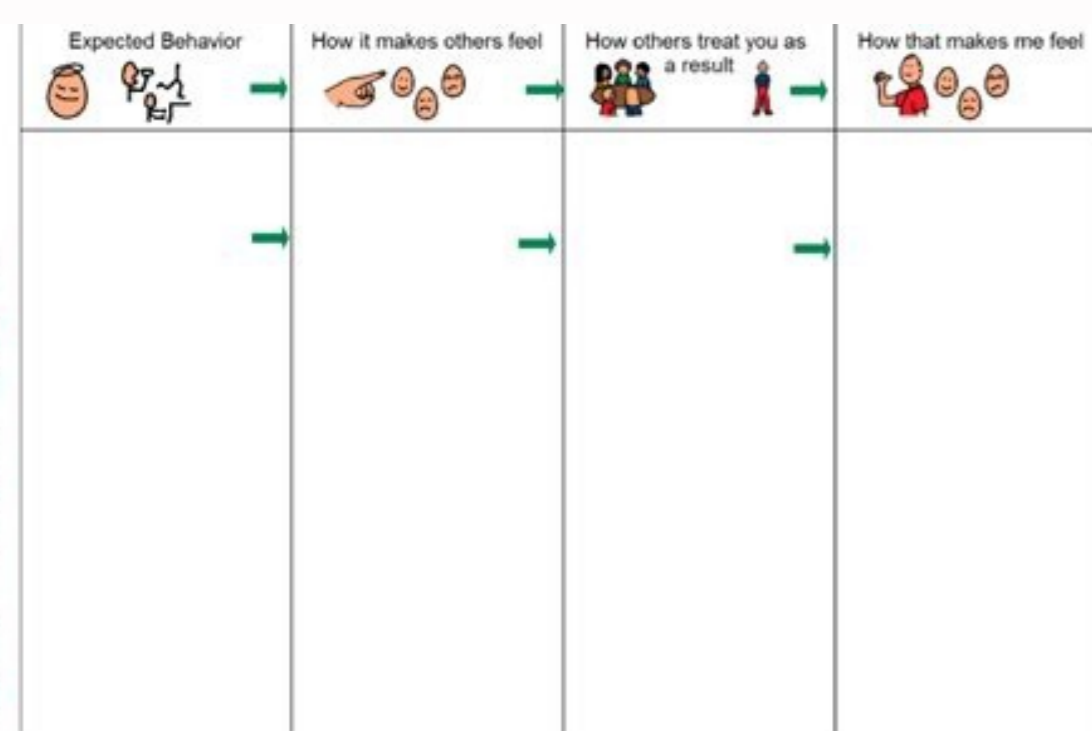 Expected Behavior
How it makes others feel
How others treat you as
a result
How that makes me feel